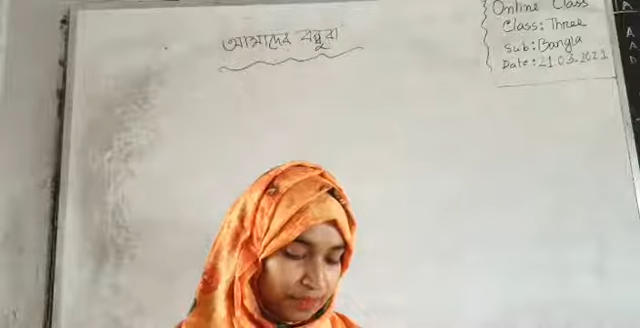 আমাদের বন্ধুরা
Online Class
Class: Three
Sub: Bangla
Date: 21.03.2021